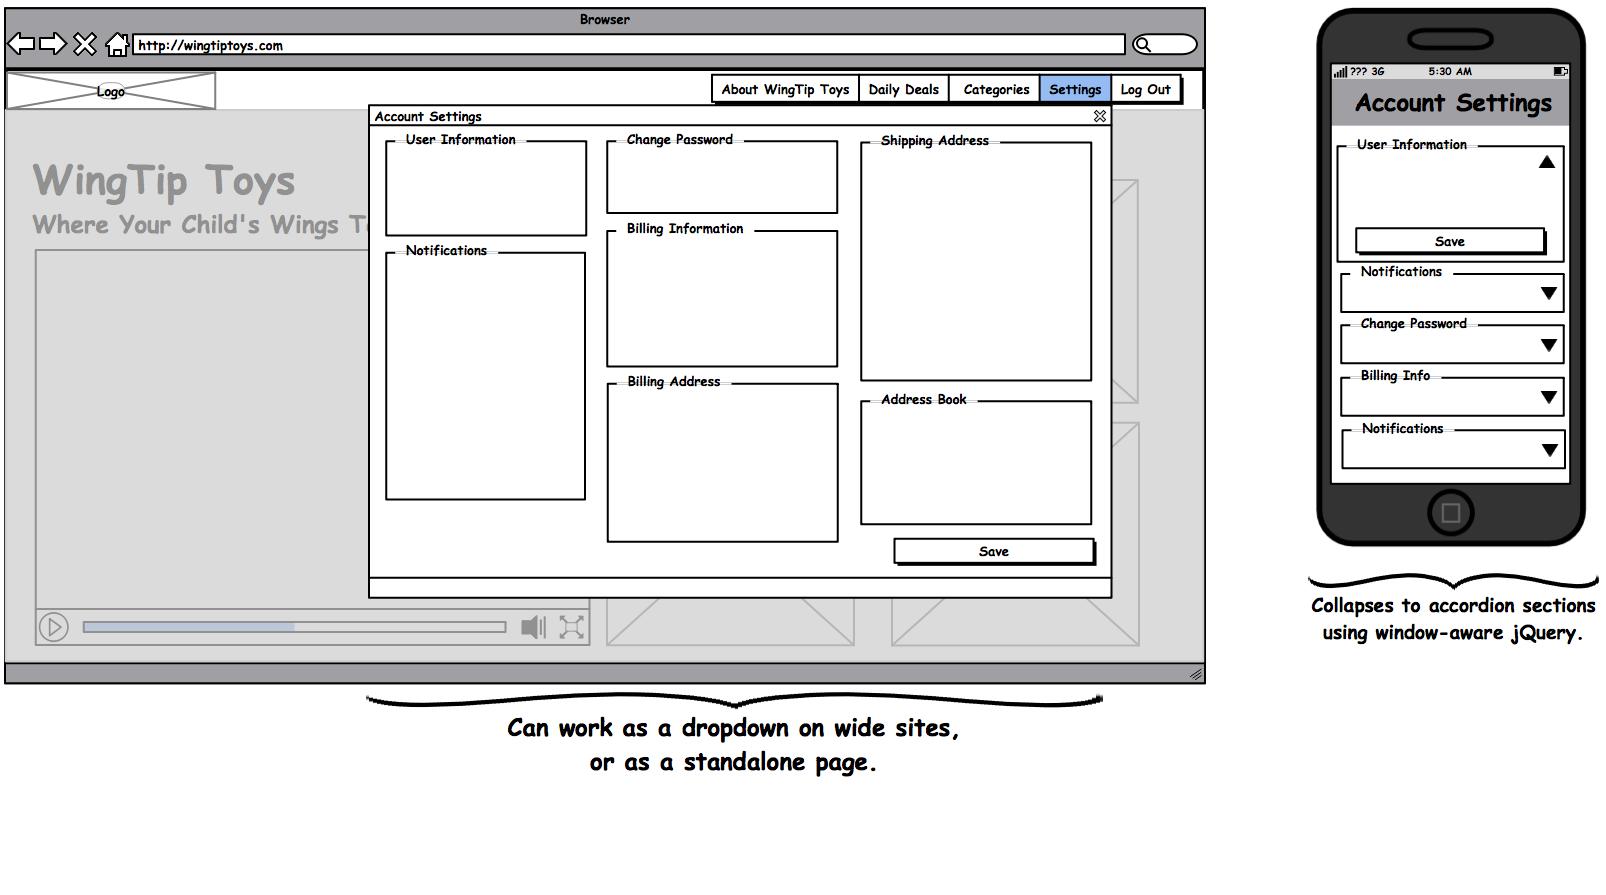 Browser
http://wingtiptoys.com
Logo
About WingTip Toys Daily Deals Categories Settings Log Out
Account Settings
User Information
Change Password
Shipping Address
WingTip Toys
Where Your Child's Wings T
Billing Information
Notifications
Billing Address
Address Book
Save
Can work as a dropdown on wide sites,
or as a standalone page.
??? 3G 5:30 AM
Account Settings
User Information
Save
Notifications
Change Password
Billing Info
Notifications
Collapses to accordion sections
using window-aware jQuery.